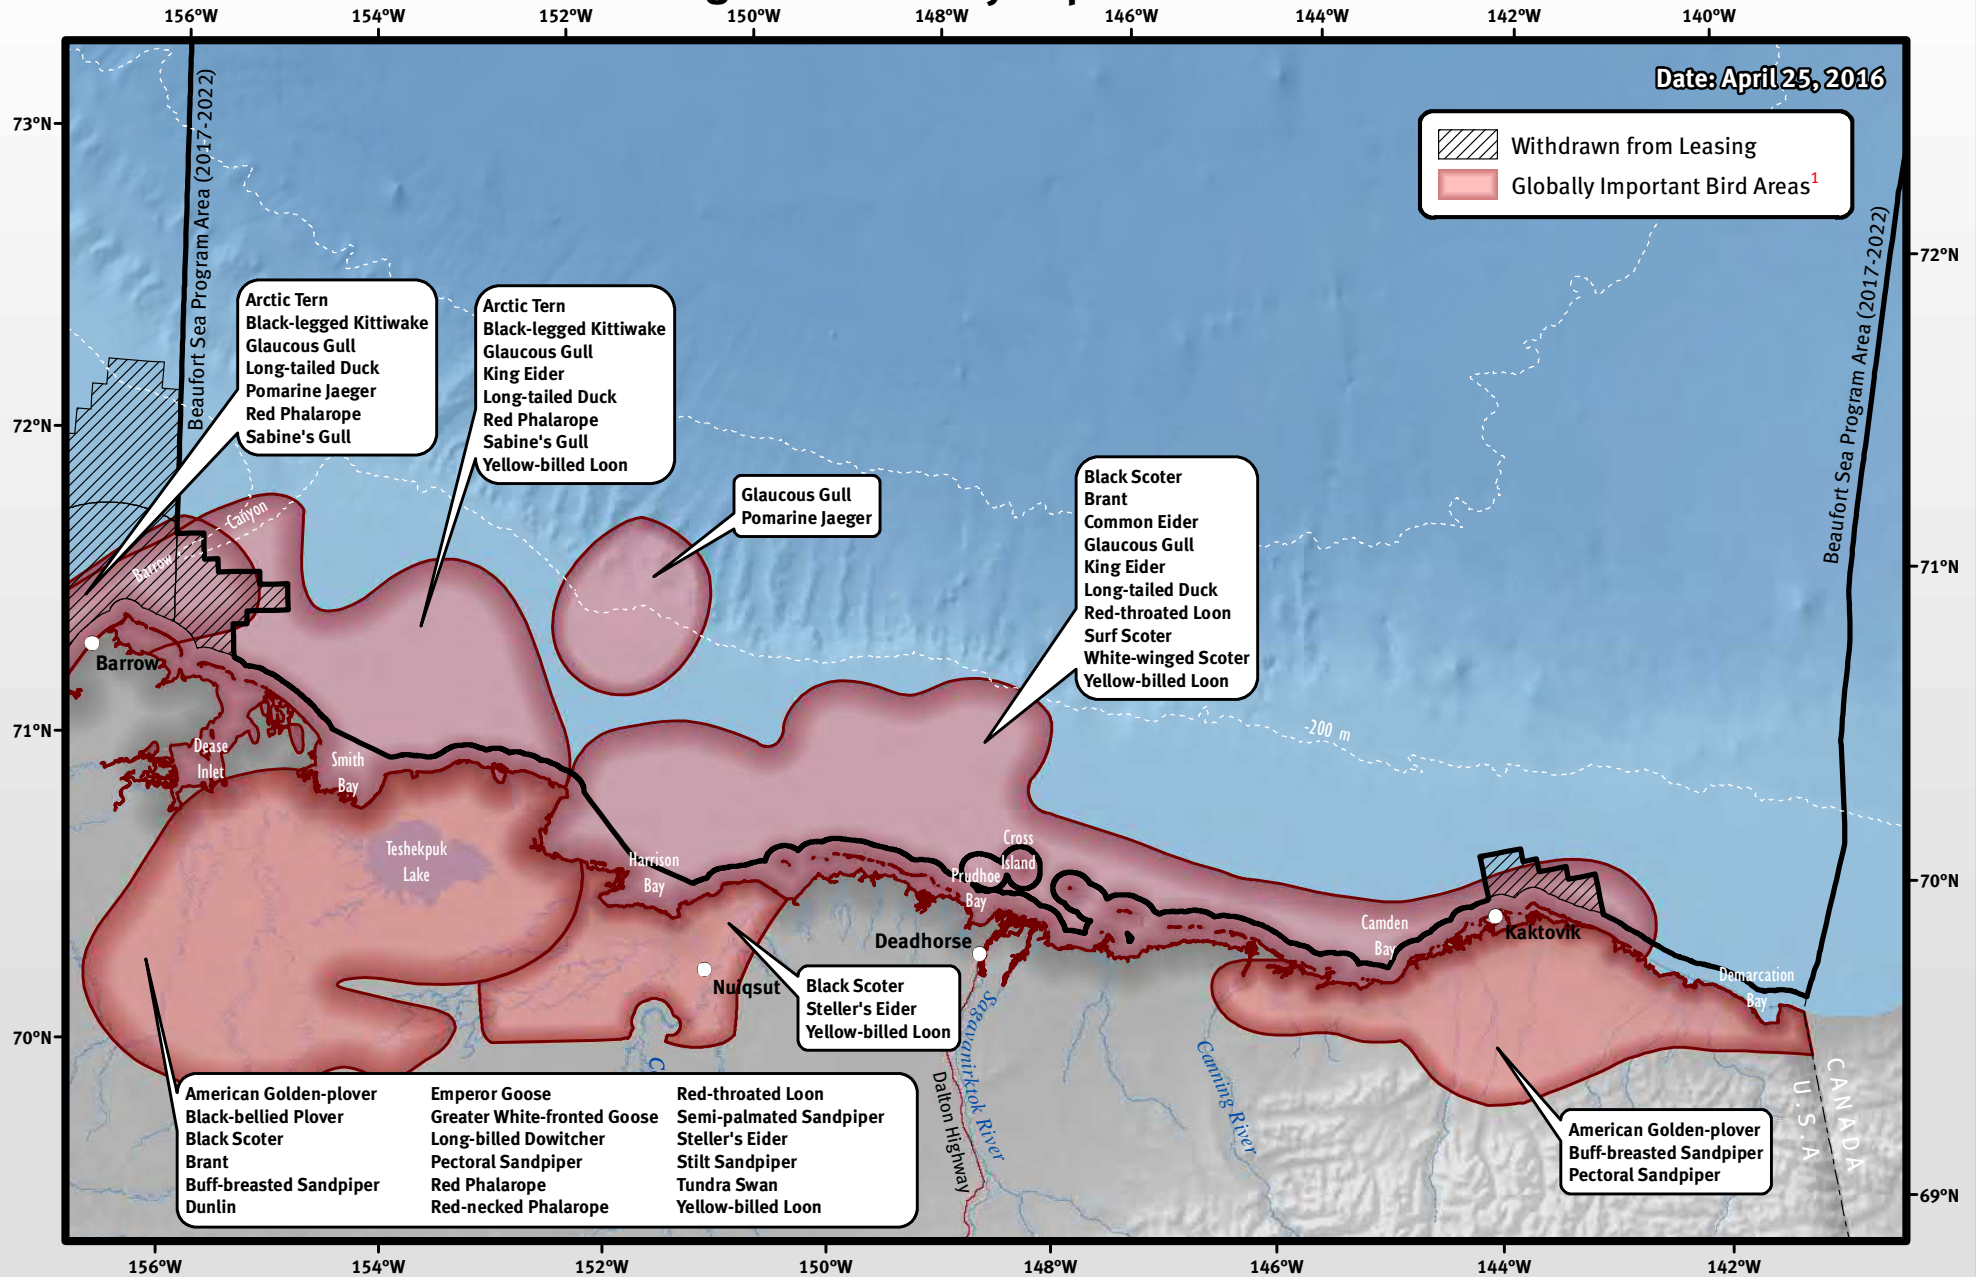 156°W 154°W 152°W 150°W 148°W 146°W 144°W 142°W 140°W
Date: April 25, 2016
73°N
Withdrawn from Leasing
Globally Important Bird Areas1
Beaufort Sea Program Area (2017-2022)
Beaufort Sea Program Area (2017-2022)
72°N
Arctic Tern
Black-legged Kittiwake
Glaucous Gull
Long-tailed Duck
Pomarine Jaeger
Red Phalarope
Sabine's Gull
Arctic Tern
Black-legged Kittiwake
Glaucous Gull
King Eider
Long-tailed Duck
Red Phalarope
Sabine's Gull
Yellow-billed Loon
72°N
Glaucous Gull
Pomarine Jaeger
Black Scoter
Brant
Common Eider
Glaucous Gull
King Eider
Long-tailed Duck
Red-throated Loon
Surf Scoter
White-winged Scoter
Yellow-billed Loon
71°N
Barrow Canyon
Barrow
71°N
-200 m
Dease
Inlet
Smith
Bay
Teshekpuk
Lake
Harrison
Bay
Cross
Island
Prudhoe
Bay
70°N
Camden
Bay
Kaktovik
Deadhorse
Demarcation
Bay
Nuiqsut
Black Scoter
Steller's Eider
Yellow-billed Loon
70°N
C
Sagavanirktok River
Dalton Highway
Canning River
CANADA
U.S.A
American Golden-plover
Black-bellied Plover
Black Scoter
Brant
Buff-breasted Sandpiper
Dunlin
Emperor Goose
Greater White-fronted Goose
Long-billed Dowitcher
Pectoral Sandpiper
Red Phalarope
Red-necked Phalarope
Red-throated Loon
Semi-palmated Sandpiper
Steller's Eider
Stilt Sandpiper
Tundra Swan
Yellow-billed Loon
American Golden-plover
Buff-breasted Sandpiper
Pectoral Sandpiper
69°N
156°W 154°W 152°W 150°W 148°W 146°W 144°W 142°W